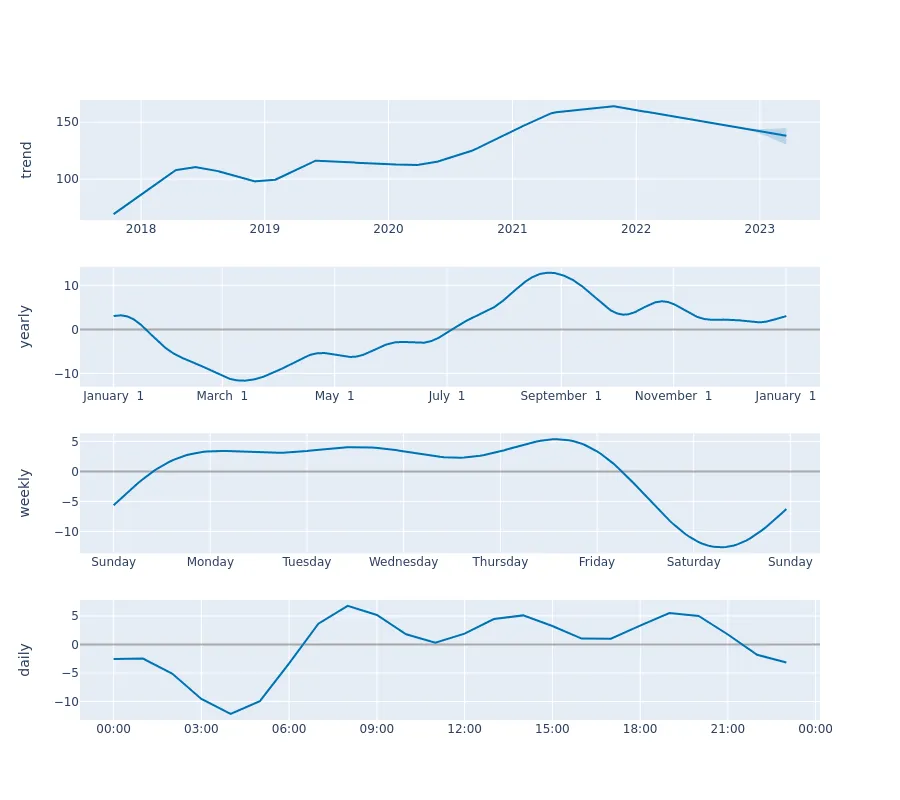 trend
150
100
2018 2019 2020 2021 2022 2023
yearly
10
0
−10
January 1 March 1 May 1 July 1 September 1 November 1 January 1
weekly
5
0
−5
−10
Sunday Monday Tuesday Wednesday Thursday Friday Saturday Sunday
daily
5
0
−5
−10
00:00 03:00 06:00 09:00 12:00 15:00 18:00 21:00 00:00